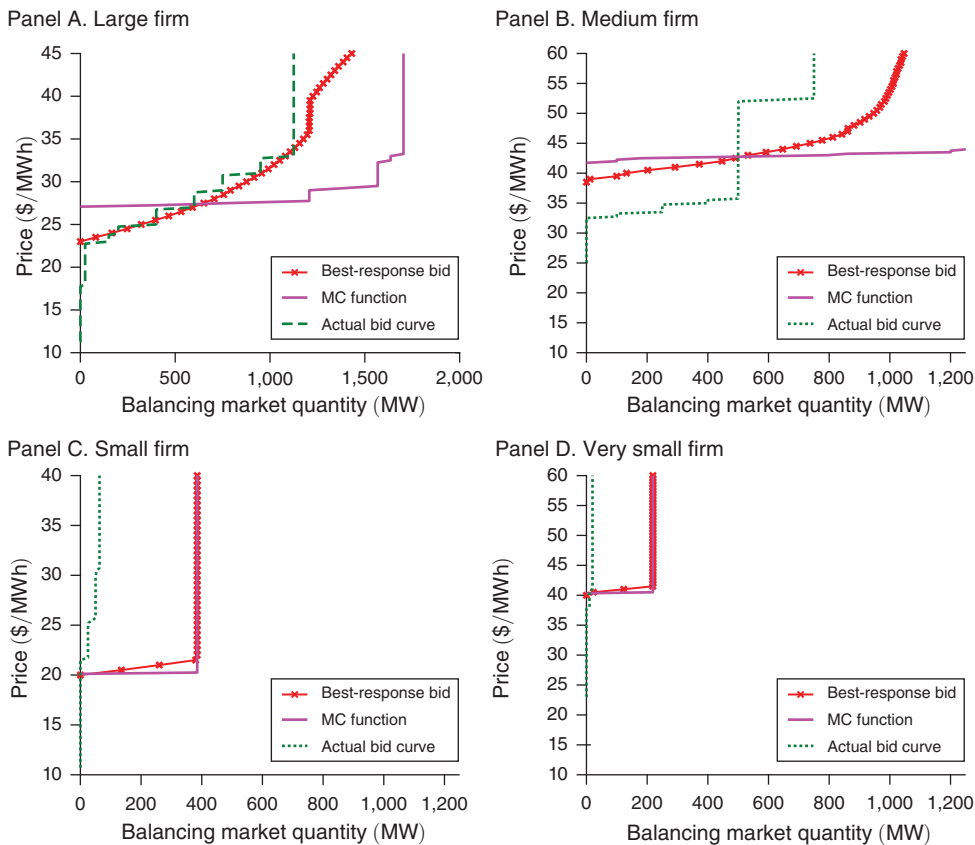 Panel A. Large firm
Price ($/MWh)
45
40
35
30
25
20
15
10
Best-response bid
MC function
Actual bid curve
0
500
1,000
1,500
2,000
Balancing market quantity (MW)
Panel B. Medium firm
Price ($/MWh)
60
55
50
45
40
35
30
25
20
15
10
Best-response bid
MC function
Actual bid curve
0
200
400
600
800
1,000
1,200
Balancing market quantity (MW)
Panel C. Small firm
Price ($/MWh)
40
35
30
25
20
15
10
Best-response bid
MC function
Actual bid curve
0
200
400
600
800
1,000
1,200
Balancing market quantity (MW)
Panel D. Very small firm
Price ($/MWh)
60
55
50
45
40
35
30
25
20
15
10
Best-response bid
MC function
Actual bid curve
0
200
400
600
800
1,000
1,200
Balancing market quantity (MW)